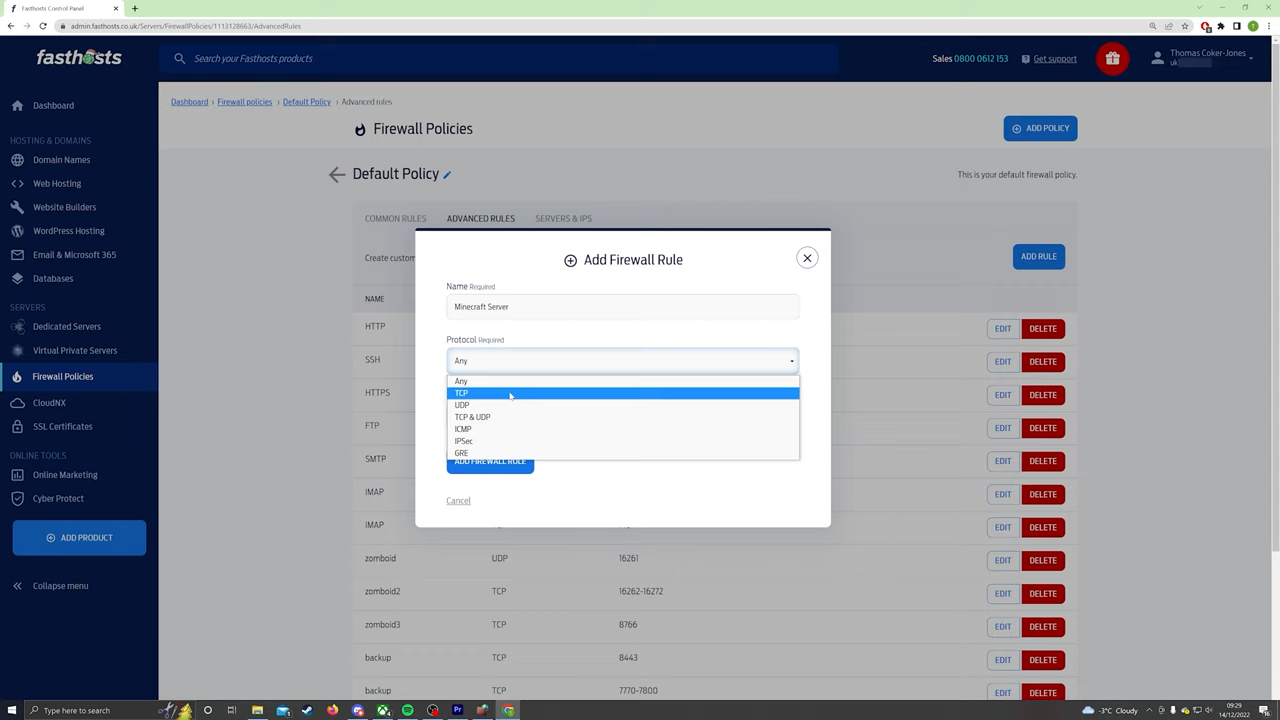 Fasthosts Control Panel
admin.fasthosts.co.uk/Servers/FirewallPolicies/1113128663/AdvancedRules
fasthosts
Search your Fasthosts products
Sales 0800 0612 153
Get support
Thomas Coker-Jones
uk
Dashboard
HOSTING & DOMAINS
Domain Names
Web Hosting
Website Builders
WordPress Hosting
Email & Microsoft 365
Databases
SERVERS
Dedicated Servers
Virtual Private Servers
Firewall Policies
CloudNX
SSL Certificates
ONLINE TOOLS
Online Marketing
Cyber Protect
ADD PRODUCT
Collapse menu
Dashboard › Firewall policies › Default Policy › Advanced rules
Firewall Policies
ADD POLICY
Default Policy
This is your default firewall policy.
COMMON RULES ADVANCED RULES SERVERS & IPS
Create custom
ADD RULE
NAME
HTTP EDIT DELETE
SSH EDIT DELETE
HTTPS EDIT DELETE
FTP EDIT DELETE
SMTP EDIT DELETE
IMAP EDIT DELETE
IMAP EDIT DELETE
zomboid UDP 16261 EDIT DELETE
zomboid2 TCP 16262-16272 EDIT DELETE
zomboid3 TCP 8766 EDIT DELETE
backup TCP 8443 EDIT DELETE
backup TCP 7770-7800 EDIT DELETE
Add Firewall Rule
Name Required
Minecraft Server
Protocol Required
Any
Any
TCP
UDP
TCP & UDP
ICMP
IPSec
GRE
ADD FIREWALL RULE
Cancel
Type here to search
-3°C Cloudy
09:29
14/12/2022